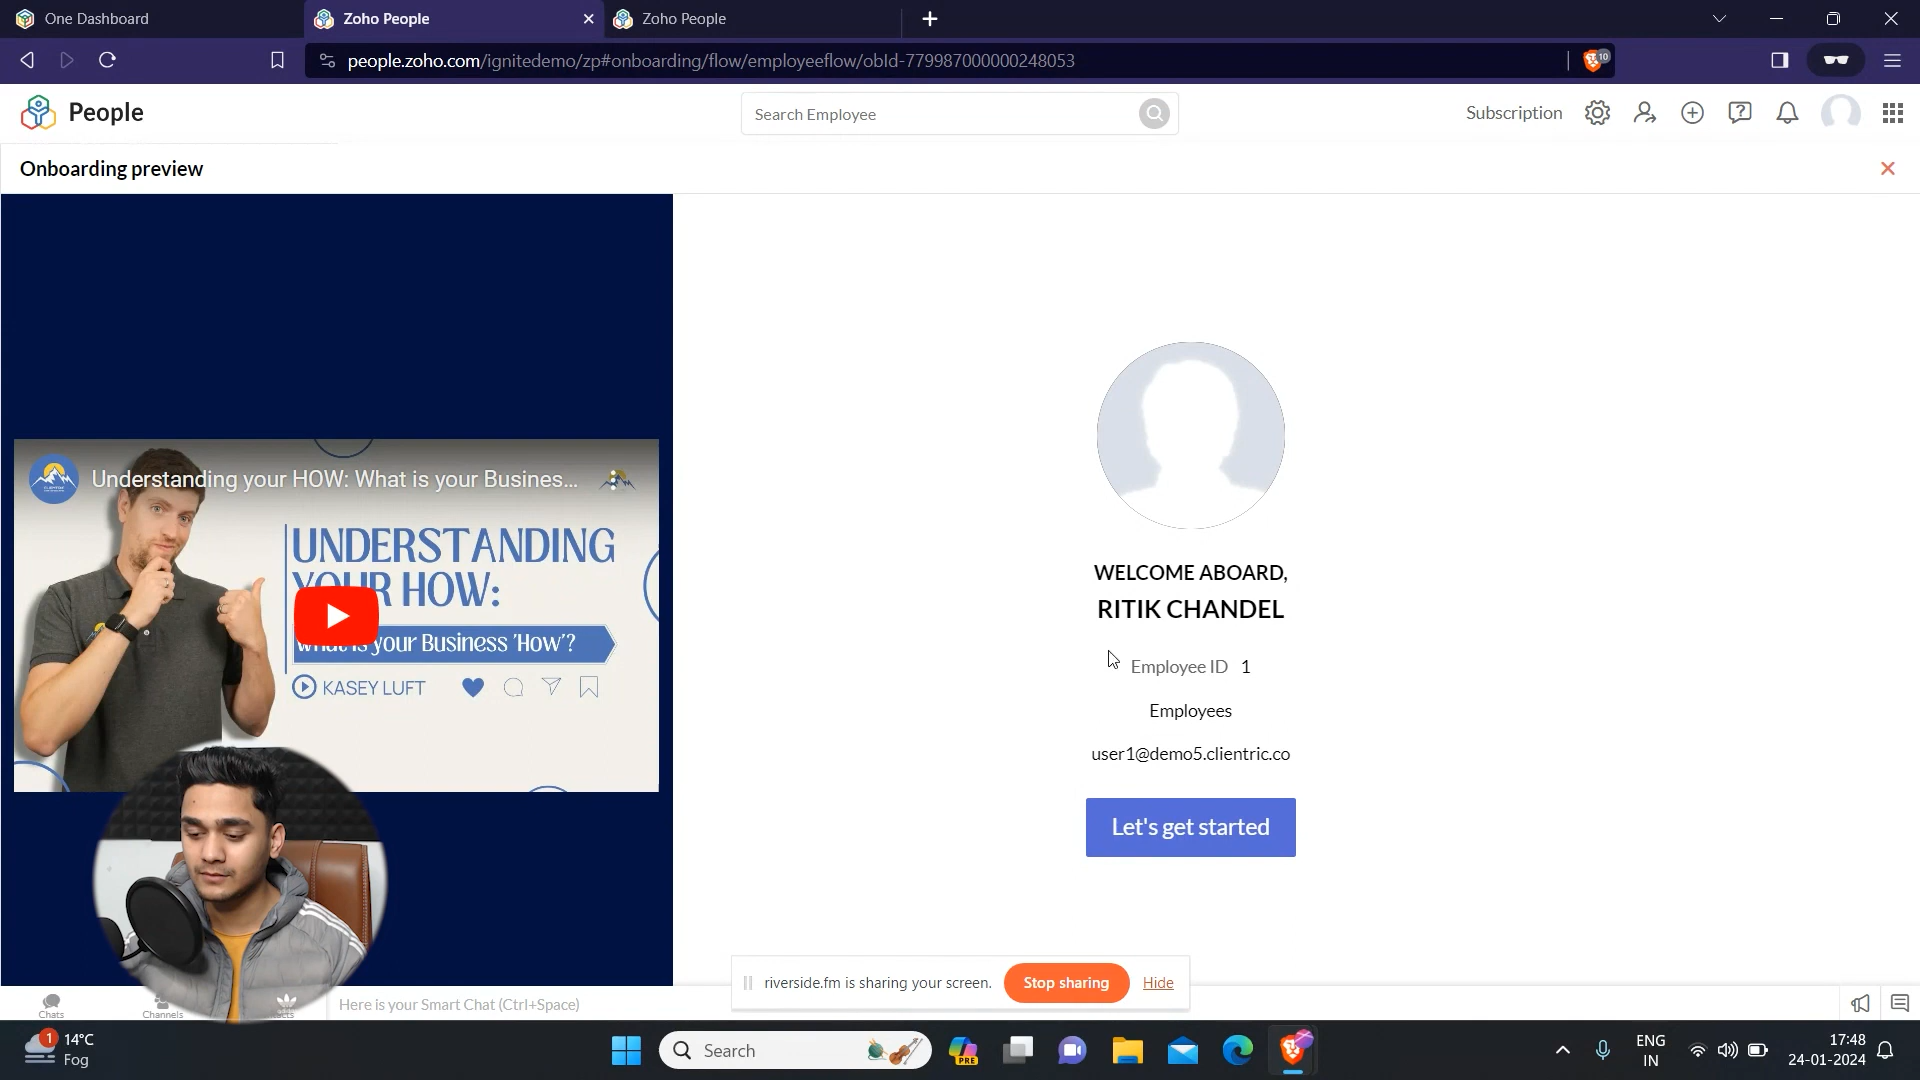 One Dashboard
Zoho People
Zoho People
people.zoho.com/ignitedemo/zp#onboarding/flow/employeeflow/obId-779987000000248053
10
People
Search Employee
Subscription
Onboarding preview
Understanding your HOW: What is your Busines...
UNDERSTANDING
YOUR HOW:
What is your Business 'How'?
KASEY LUFT
WELCOME ABOARD,
RITIK CHANDEL
Employee ID 1
Employees
user1@demo5.clientric.co
Let's get started
riverside.fm is sharing your screen.
Stop sharing
Hide
Chats
Channels
Here is your Smart Chat (Ctrl+Space)
1
14°C
Fog
Search
PRE
ENG
IN
17:48
24-01-2024